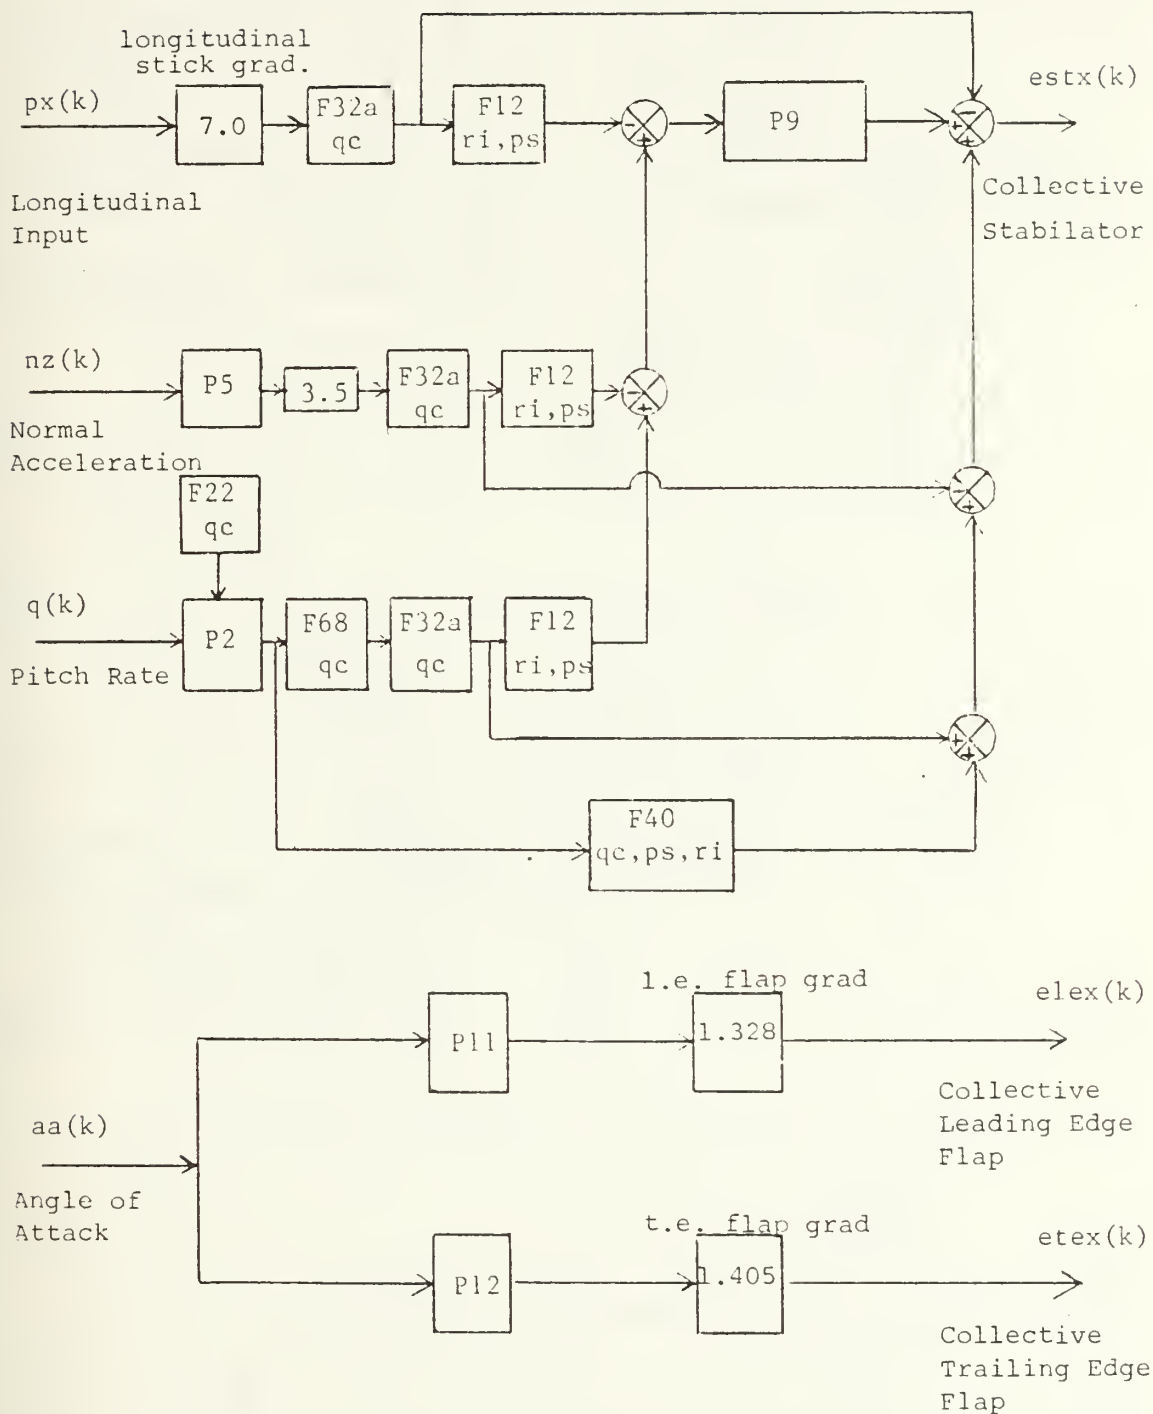 longitudinal
stick grad.
px(k)
7.0
F32a
qc
F12
ri,ps
P9
estx(k)
Longitudinal
Input
Collective
Stabilator
nz(k)
P5
3.5
F32a
qc
F12
ri,ps
Normal
Acceleration
F22
qc
q(k)
P2
F68
qc
F32a
qc
F12
ri,ps
Pitch Rate
F40
qc,ps,ri
l.e. flap grad
P11
1.328
elex(k)
Collective
Leading Edge
Flap
aa(k)
Angle of
Attack
t.e. flap grad
P12
1.405
etex(k)
Collective
Trailing Edge
Flap